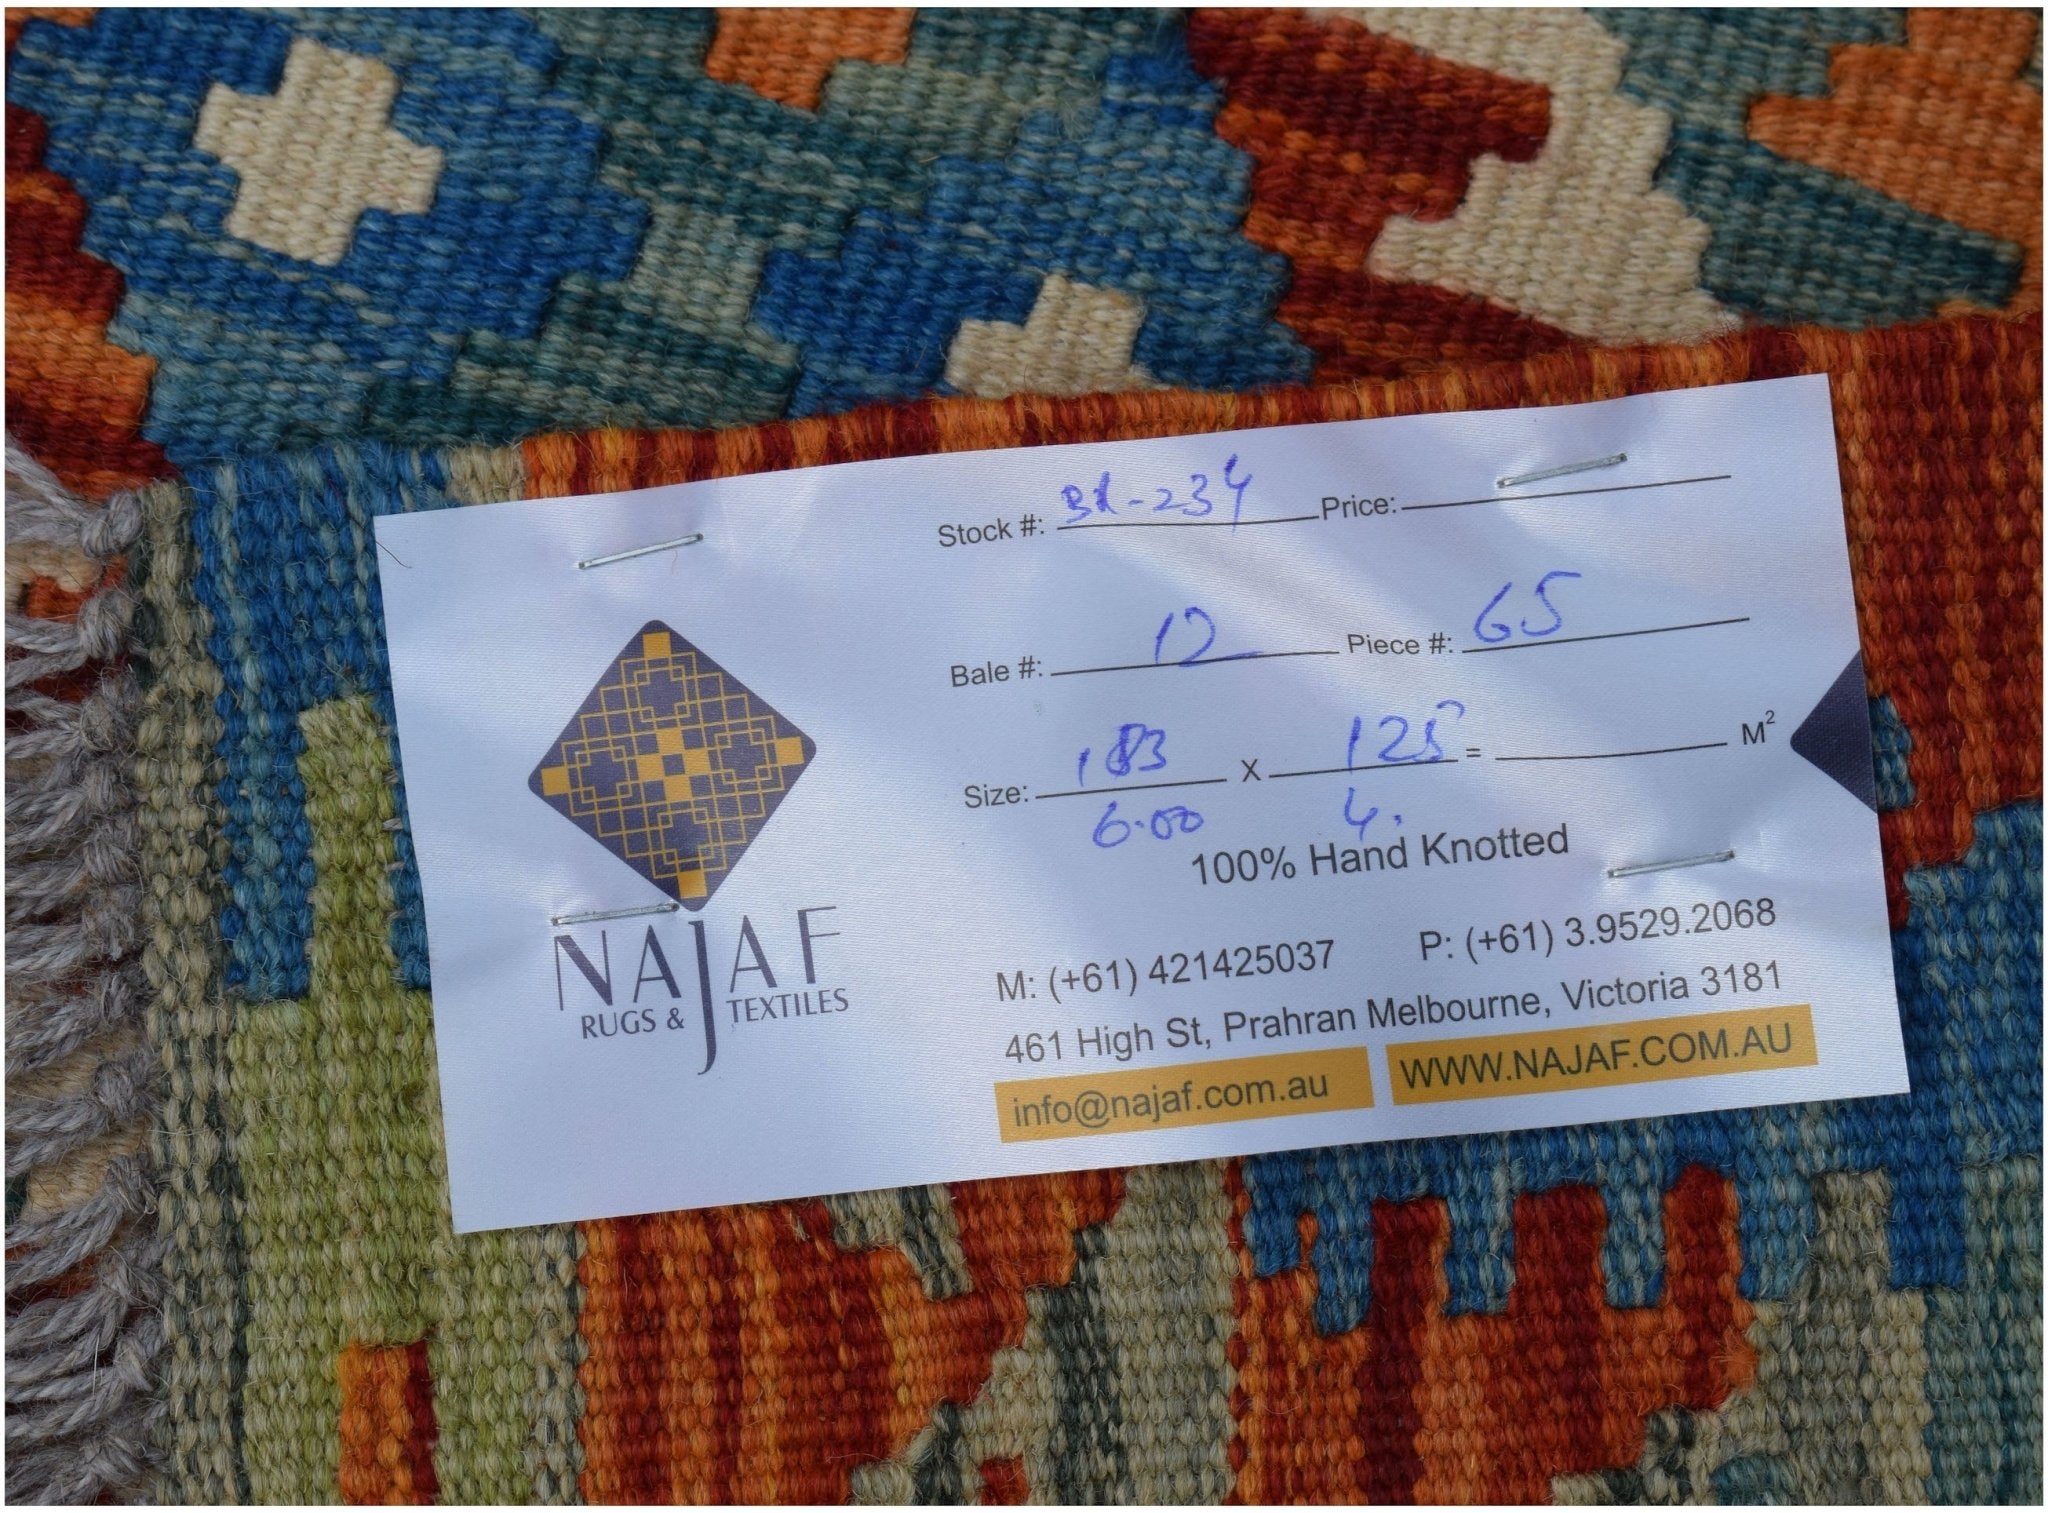 Stock #: BK-234 Price:
Bale #: 12 Piece #: 65
Size: 183 X 125 = M²
6.00 4.
100% Hand Knotted
NAJAF
RUGS & TEXTILES
M: (+61) 421425037 P: (+61) 3.9529.2068
461 High St, Prahran Melbourne, Victoria 3181
info@najaf.com.au WWW.NAJAF.COM.AU